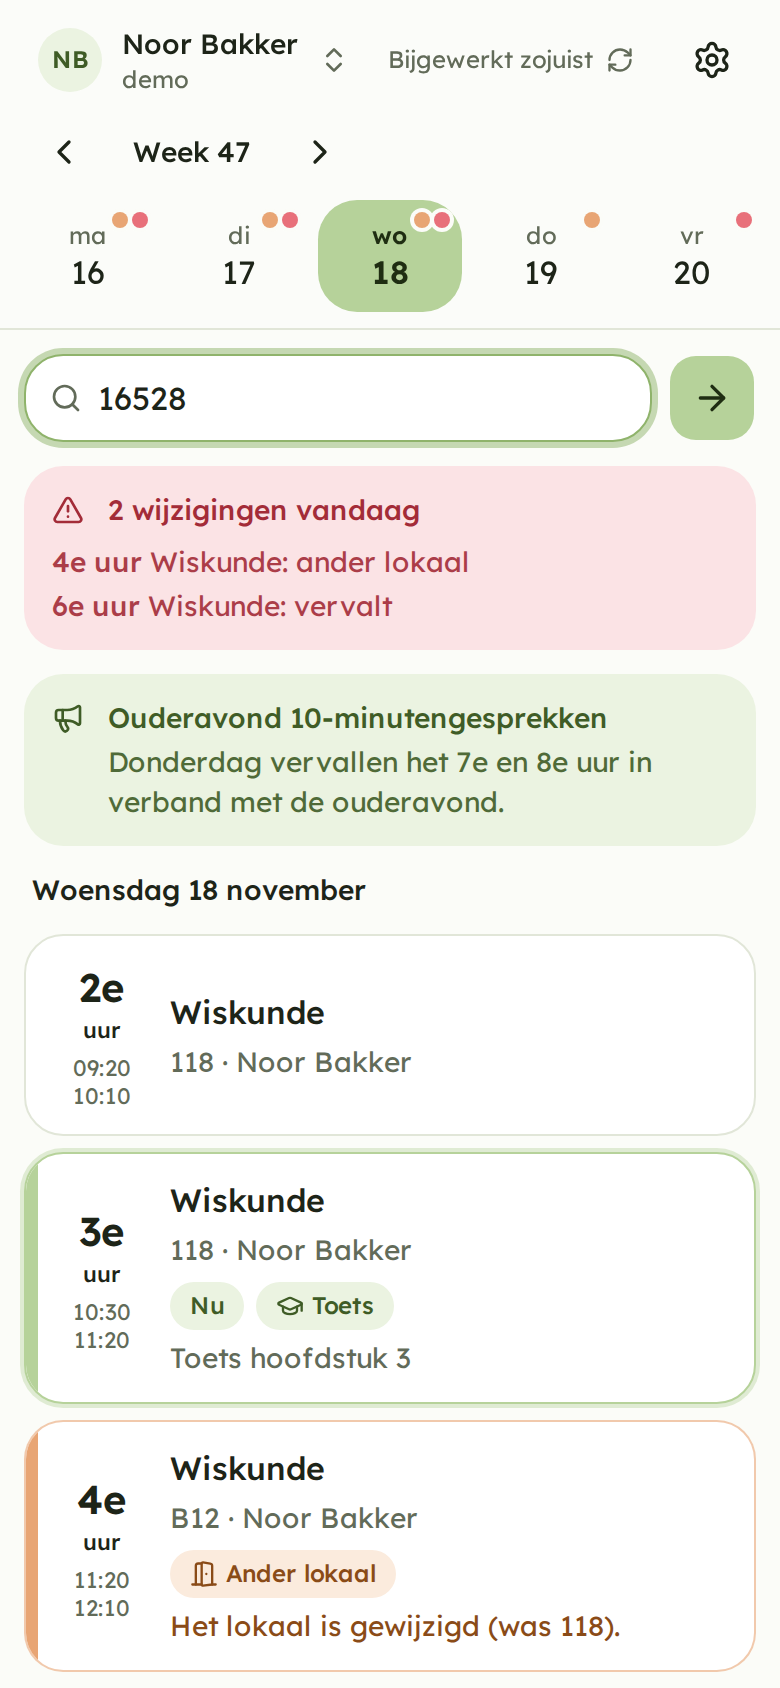 NB
Noor Bakker
demo
Bijgewerkt zojuist
Week 47
ma
16
di
17
wo
18
do
19
vr
20
16528
2 wijzigingen vandaag
4e uur Wiskunde: ander lokaal
6e uur Wiskunde: vervalt
Ouderavond 10-minutengesprekken
Donderdag vervallen het 7e en 8e uur in
verband met de ouderavond.
Woensdag 18 november
2e
uur
09:20
10:10
Wiskunde
118 · Noor Bakker
3e
uur
10:30
11:20
Wiskunde
118 · Noor Bakker
Nu
Toets
Toets hoofdstuk 3
4e
uur
11:20
12:10
Wiskunde
B12 · Noor Bakker
Ander lokaal
Het lokaal is gewijzigd (was 118).